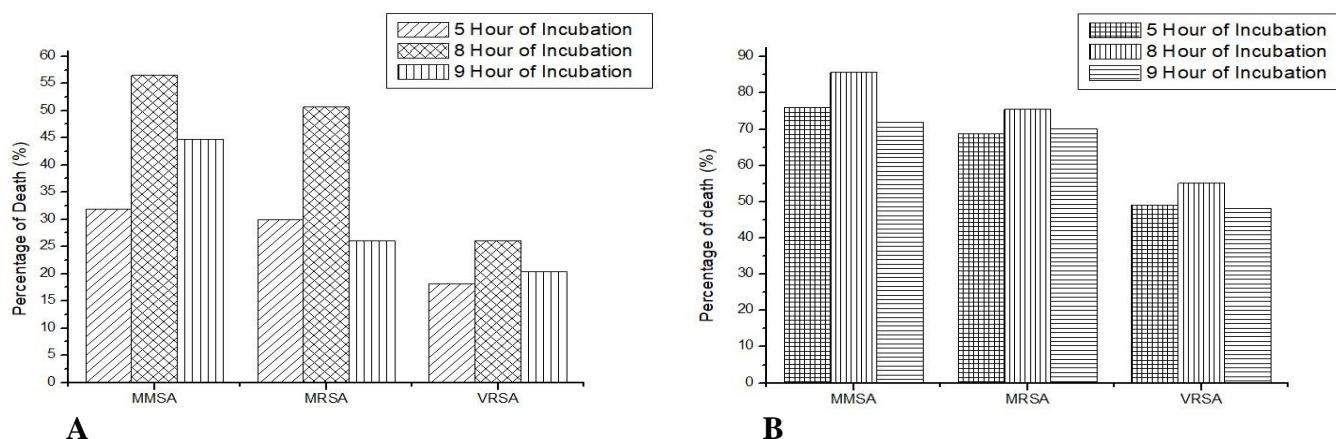 5 Hour of Incubation
8 Hour of Incubation
9 Hour of Incubation
Percentage of Death (%)
60
55
50
45
40
35
30
25
20
15
10
5
0
MMSA MRSA VRSA
A
5 Hour of Incubation
8 Hour of Incubation
9 Hour of Incubation
Percentage of death (%)
90
80
70
60
50
40
30
20
10
0
MMSA MRSA VRSA
B